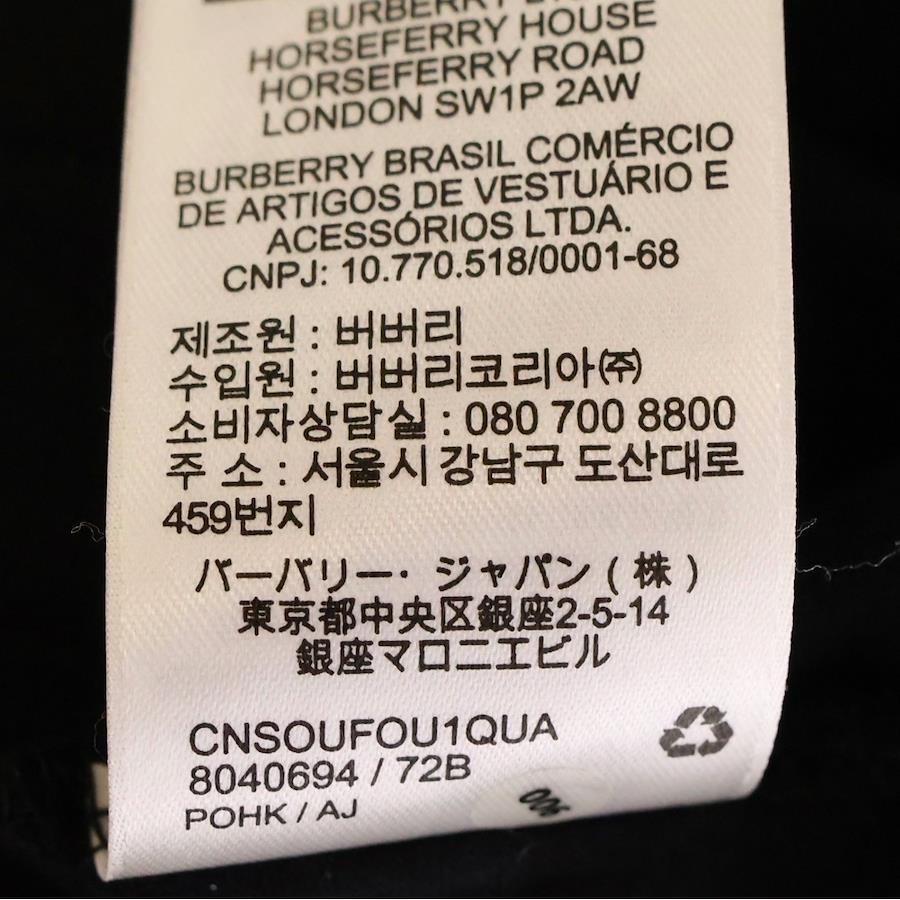 BURBERRY
HORSEFERRY HOUSE
HORSEFERRY ROAD
LONDON SW1P 2AW
BURBERRY BRASIL COMÉRCIO
DE ARTIGOS DE VESTUÁRIO E
ACESSÓRIOS LTDA.
CNPJ: 10.770.518/0001-68
제조원 : 버버리
수입원 : 버버리코리아㈜
소비자상담실 : 080 700 8800
주 소 : 서울시 강남구 도산대로
459번지
バーバリー· ジャパン ( 株 )
東京都中央区銀座2-5-14
銀座マロニエビル
CNSOUFOU1QUA
8040694 / 72B
POHK / AJ
006